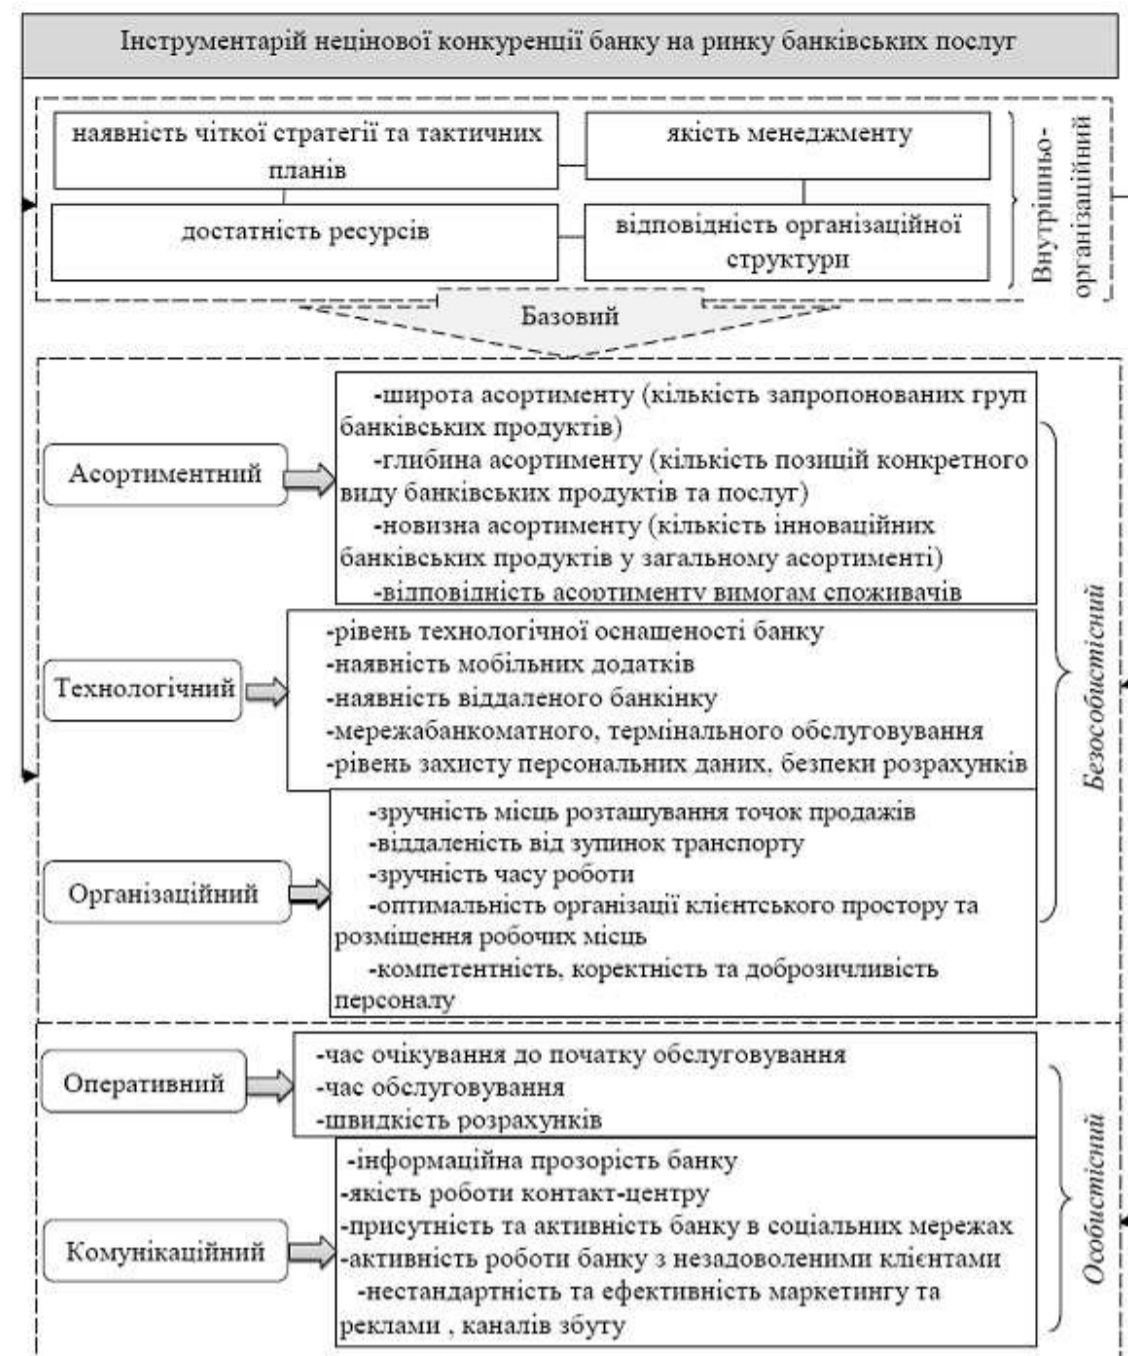 Інструментарій нецінової конкуренції банку на ринку банківських послуг
наявність чіткої стратегії та тактичних
планів
якість менеджменту
достатність ресурсів
відповідність організаційної
структури
Внутрішньо-
організаційний
Базовий
Асортиментний
-широта асортименту (кількість запропонованих груп
банківських продуктів)
-глибина асортименту (кількість позицій конкретного
виду банківських продуктів та послуг)
-новизна асортименту (кількість інноваційних
банківських продуктів у загальному асортименті)
-відповідність асортименту вимогам споживачів
Технологічний
-рівень технологічної оснащеності банку
-наявність мобільних додатків
-наявність віддаленого банкінку
-мережабанкоматного, термінального обслуговування
-рівень захисту персональних даних, безпеки розрахунків
Організаційний
-зручність місць розташування точок продажів
-віддаленість від зупинок транспорту
-зручність часу роботи
-оптимальність організації клієнтського простору та
розміщення робочих місць
-компетентність, коректність та доброзичливість
персоналу
Безособистісний
Оперативний
-час очікування до початку обслуговування
-час обслуговування
-швидкість розрахунків
Комунікаційний
-інформаційна прозорість банку
-якість роботи контакт-центру
-присутність та активність банку в соціальних мережах
-активність роботи банку з незадоволеними клієнтами
-нестандартність та ефективність маркетингу та
реклами , каналів збуту
Особистісний